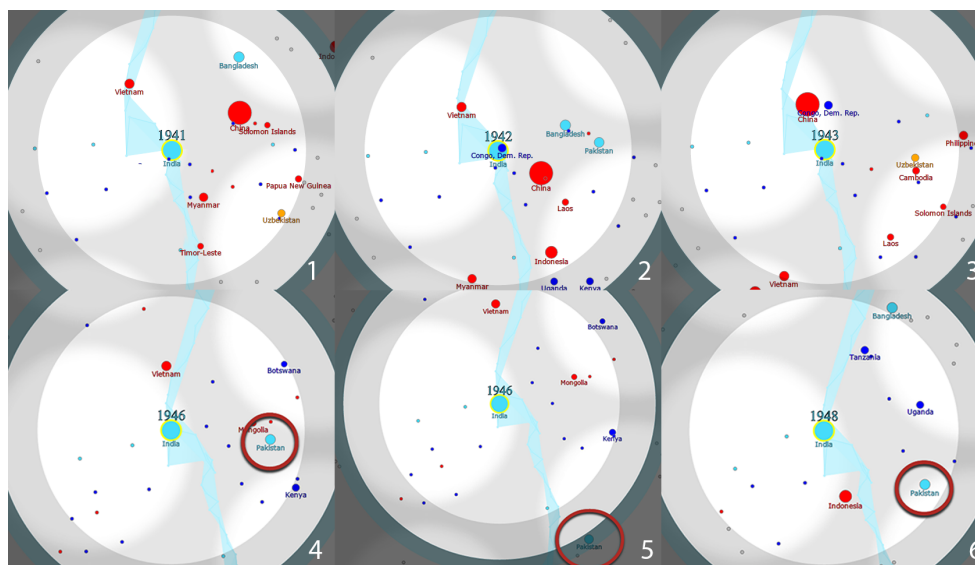 Indo
Bangladesh
Vietnam
China
Solomon Islands
1941
India
Papua New Guinea
Myanmar
Uzbekistan
Timor-Leste
1
Vietnam
Bangladesh
1942
Pakistan
Congo, Dem. Rep.
India
China
Laos
Indonesia
Myanmar
Uganda
Kenya
2
Congo, Dem. Rep.
China
1943
Philippin
India
Uzbekistan
Cambodia
Solomon Islands
Laos
Vietnam
3
Vietnam
Botswana
1946
Mongolia
India
Pakistan
Kenya
4
Vietnam
Botswana
Mongolia
1946
India
Kenya
Pakistan
5
Bangladesh
Tanzania
Uganda
1948
India
Pakistan
Indonesia
6